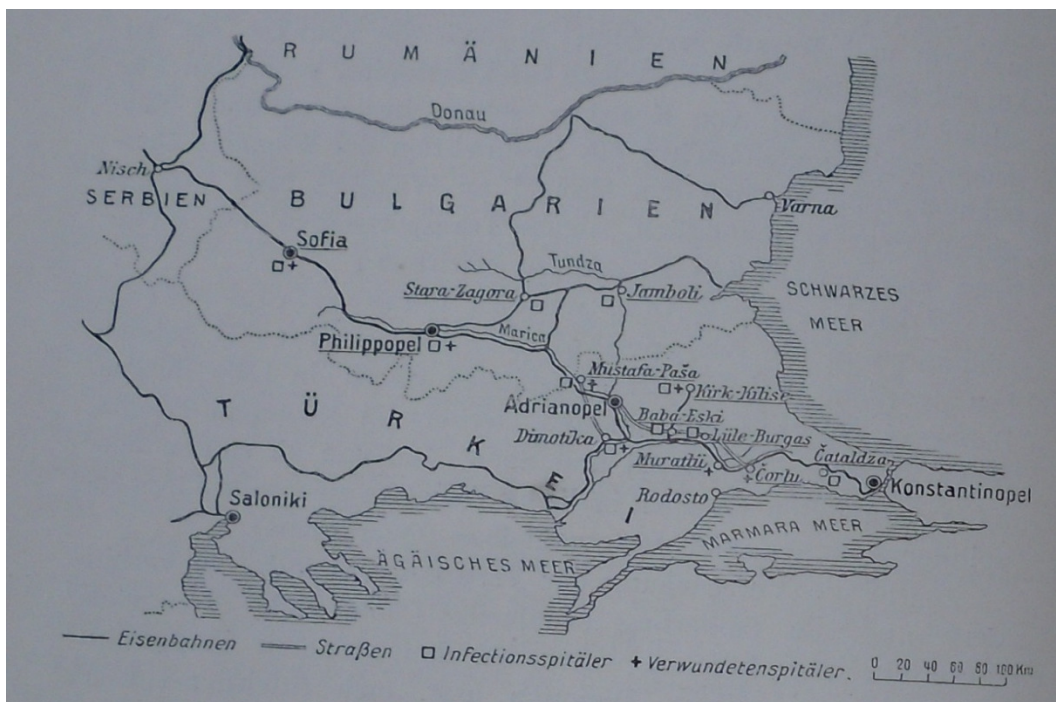 RUMÄNIEN
Donau
Nisch
SERBIEN
BULGARIEN
Varna
Sofia
Tundza
Stara-Zagora
Jamboli
SCHWARZES
MEER
Marica
Philippopel
Mustafa-Paša
Kirk-Kilise
TÜRKEI
Adrianopel
Baba-Eski
Dimotika
Lüle-Burgas
Muratlü
Čataldza
Čorlu
Konstantinopel
Rodosto
Saloniki
MARMARA MEER
ÄGÄISCHES MEER
Eisenbahnen Straßen Infectionsspitäler Verwundetenspitäler. 0 20 40 60 80 100 Km